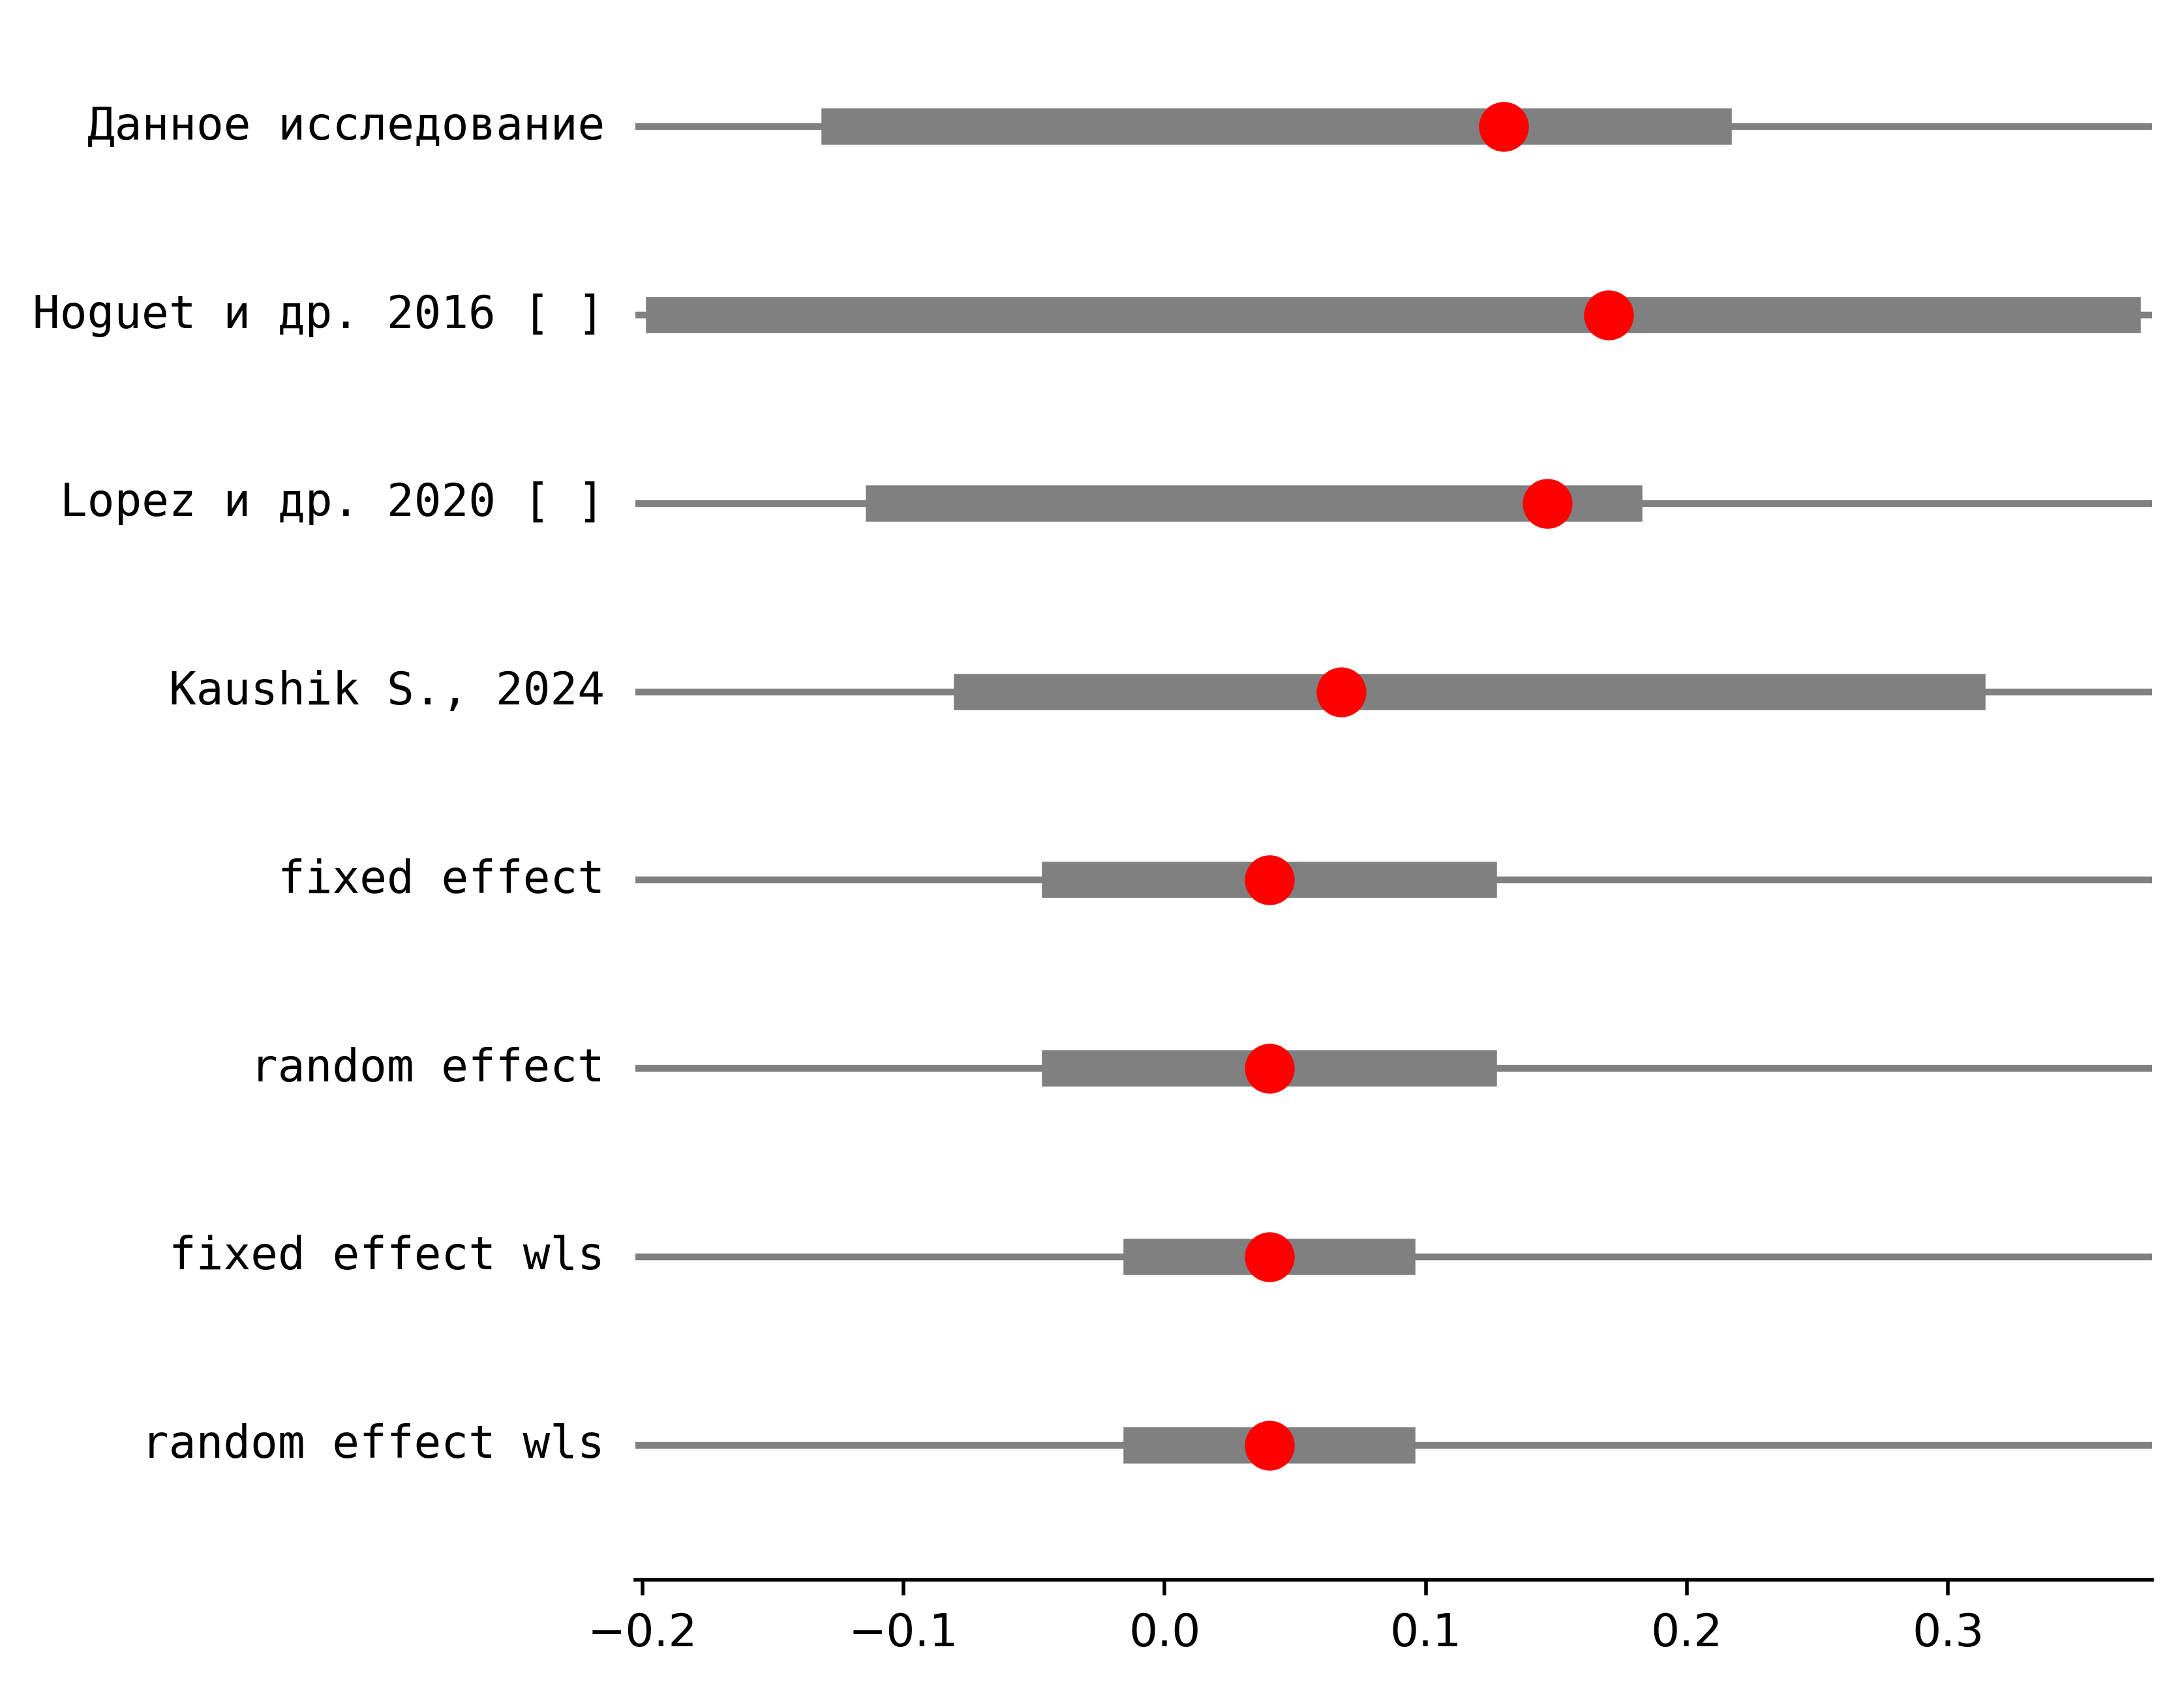 Данное исследование
Hoguet и др. 2016 [ ]
Lopez и др. 2020 [ ]
Kaushik S., 2024
fixed effect
random effect
fixed effect wls
random effect wls
−0.2 −0.1 0.0 0.1 0.2 0.3